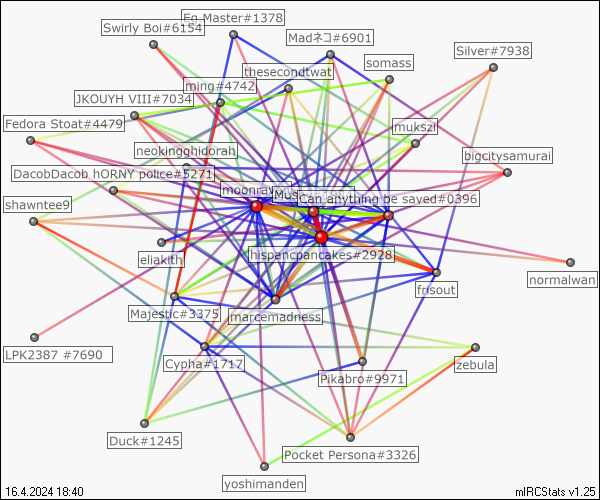 Eg Master#1378
Swirly Boi#6154
Madネコ#6901
Silver#7938
somass
thesecondtwat
ming#4742
JKOUYH VIII#7034
Fedora Stoat#4479
mukszi
neokingghidorah
bigcitysamurai
DacobDacob hORNY police#5271
moonray
Can anything be saved#0396
shawntee9
eliakith
hispancpancakes#2928
normalwan
frisout
Majestic#3375
marcemadness
LPK2387 #7690
Cypha#1717
zebula
Pikabro#9971
Duck#1245
Pocket Persona#3326
yoshimanden
16.4.2024 18:40
mIRCStats v1.25